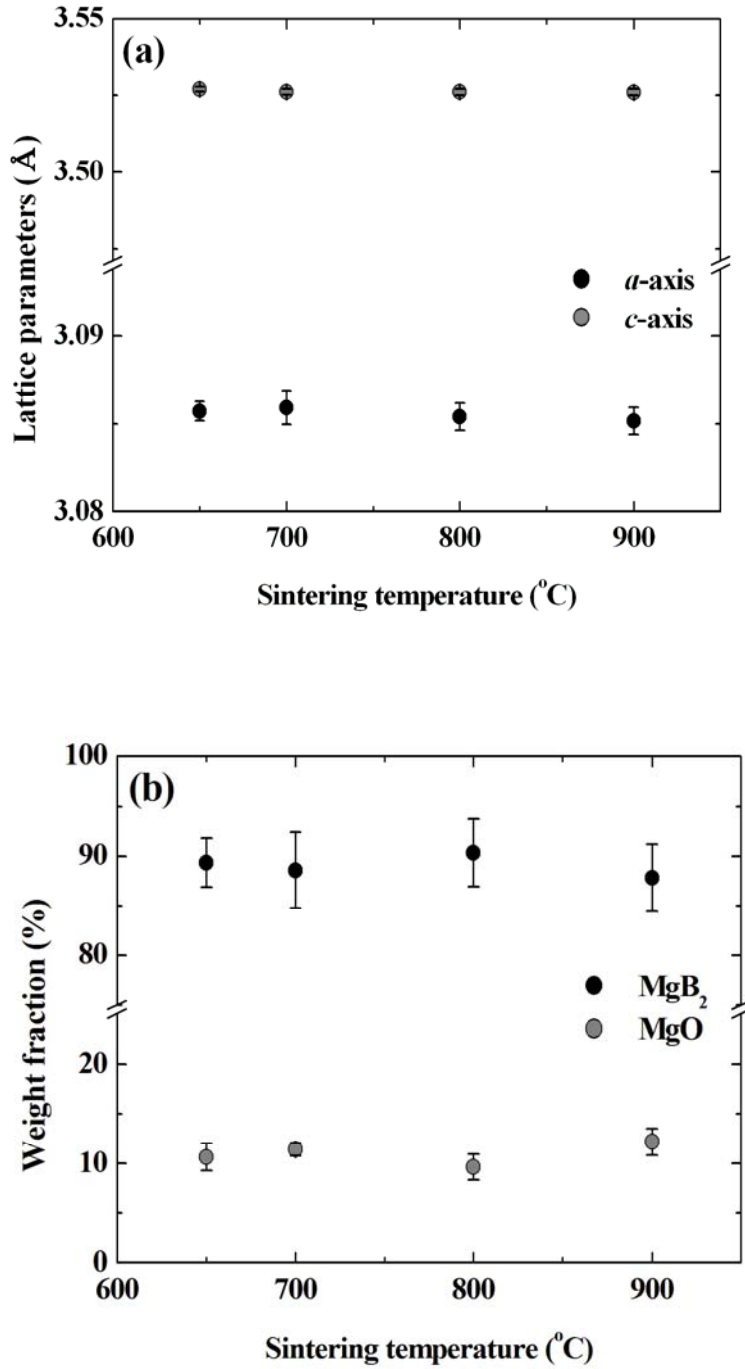 3.55
(a)
3.50
a-axis
c-axis
3.09
3.08
Lattice parameters (Å)
600 700 800 900
Sintering temperature (°C)
100
(b)
90
80
MgB₂
MgO
20
10
0
Weight fraction (%)
600 700 800 900
Sintering temperature (°C)